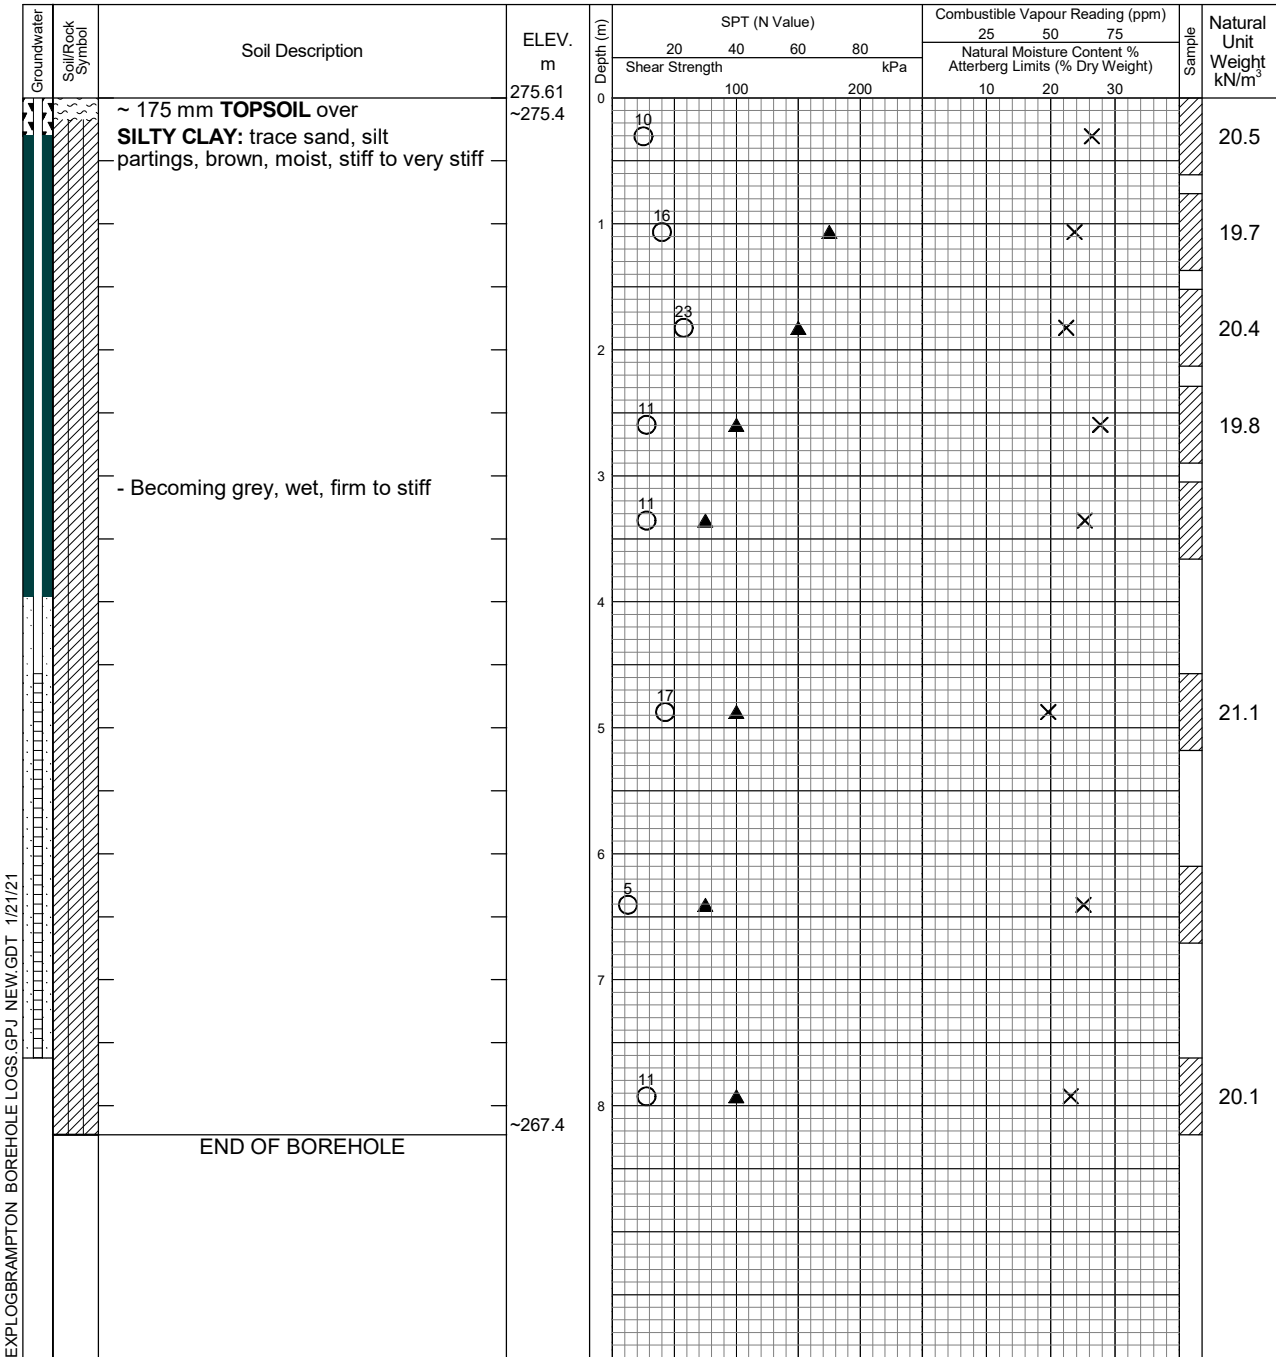 Groundwater
Soil/Rock
Symbol
Soil Description
ELEV.
m
Depth (m)
SPT (N Value)
20 40 60 80
Shear Strength kPa
100 200
Combustible Vapour Reading (ppm)
25 50 75
Natural Moisture Content %
Atterberg Limits (% Dry Weight)
10 20 30
Sample
Natural
Unit
Weight
kN/m³
275.61
0
~ 175 mm TOPSOIL over
~275.4
SILTY CLAY: trace sand, silt
partings, brown, moist, stiff to very stiff
10
20.5
1
16
19.7
23
20.4
2
11
19.8
3
- Becoming grey, wet, firm to stiff
11
4
17
21.1
5
6
5
7
11
20.1
8
~267.4
END OF BOREHOLE
EXPLOGBRAMPTON BOREHOLE LOGS.GPJ NEW.GDT 1/21/21